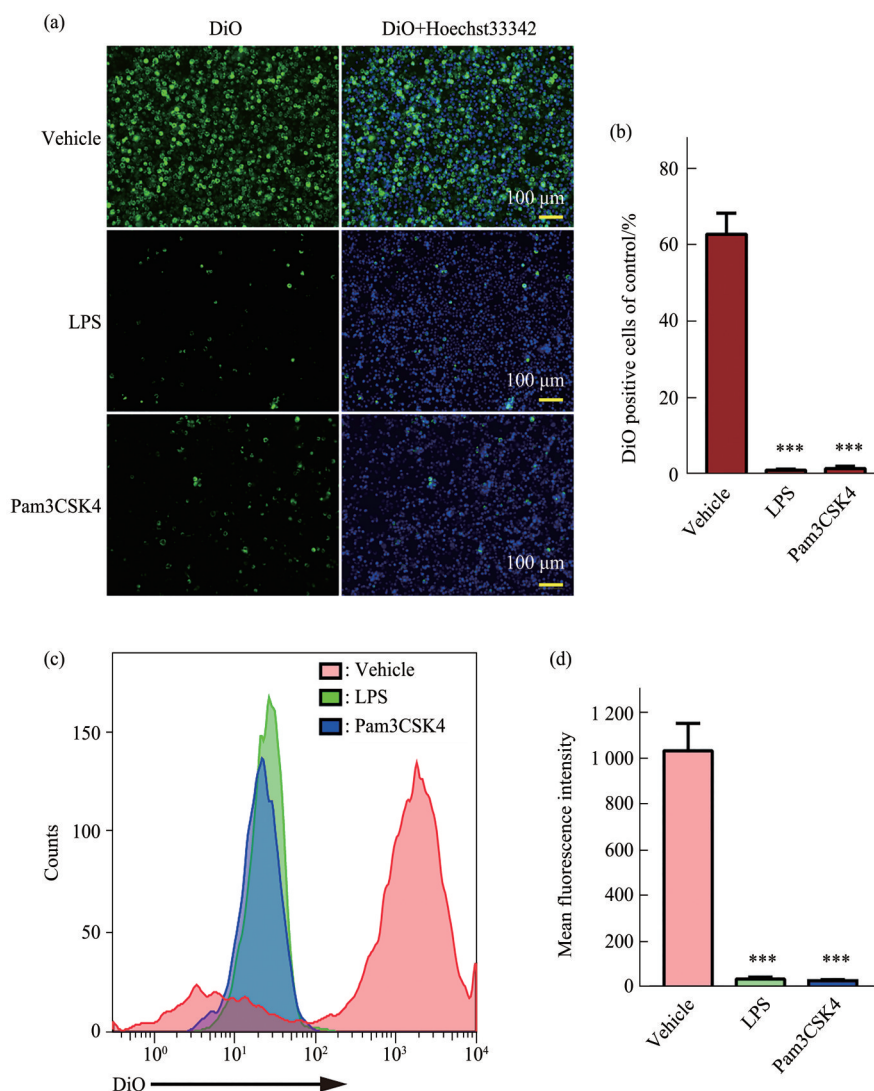 (a)
DiO
DiO+Hoechst33342
Vehicle
100 μm
LPS
100 μm
Pam3CSK4
100 μm
(b)
DiO positive cells of control/%
80
60
40
20
0
***
***
Vehicle
LPS
Pam3CSK4
(c)
: Vehicle
: LPS
: Pam3CSK4
Counts
150
100
50
0
10⁰
10¹
10²
10³
10⁴
DiO
(d)
Mean fluorescence intensity
1 200
1 000
800
600
400
200
0
***
***
Vehicle
LPS
Pam3CSK4